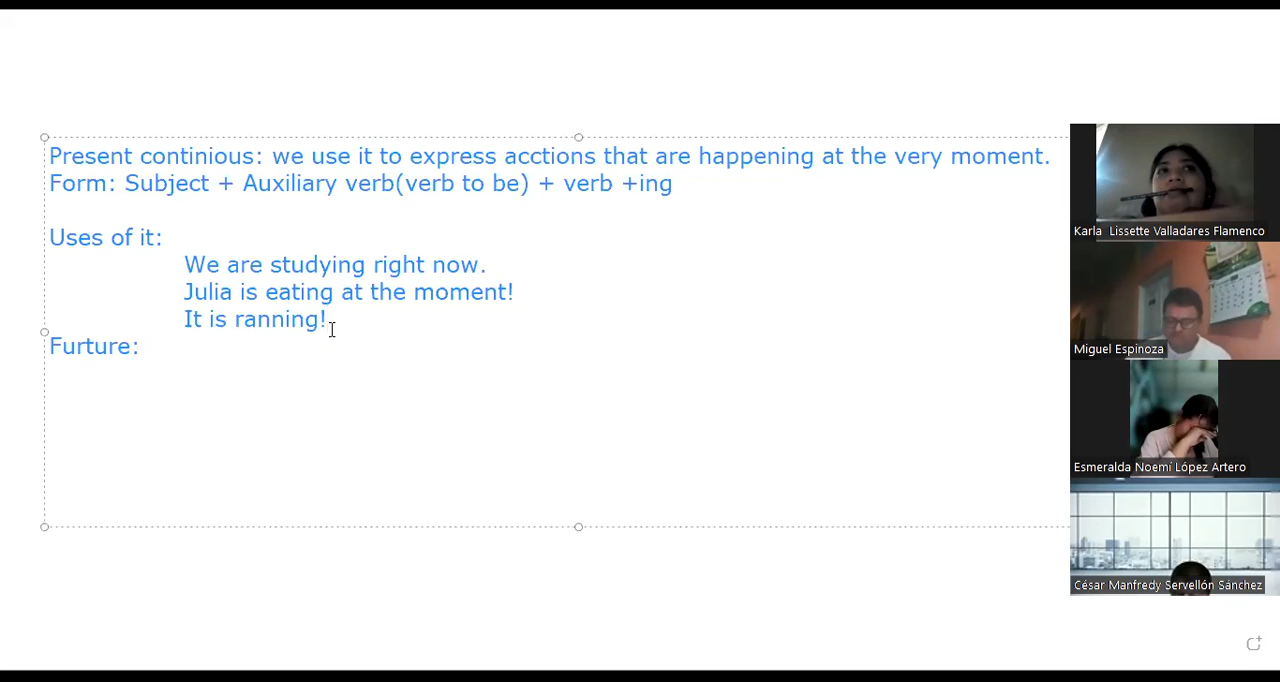 Present continious: we use it to express acctions that are happening at the very moment.
Form: Subject + Auxiliary verb(verb to be) + verb +ing
Uses of it:
We are studying right now.
Julia is eating at the moment!
It is ranning!
Furture:
Karla Lissette Valladares Flamenco
Miguel Espinoza
Esmeralda Noemí López Artero
César Manfredy Servellón Sánchez